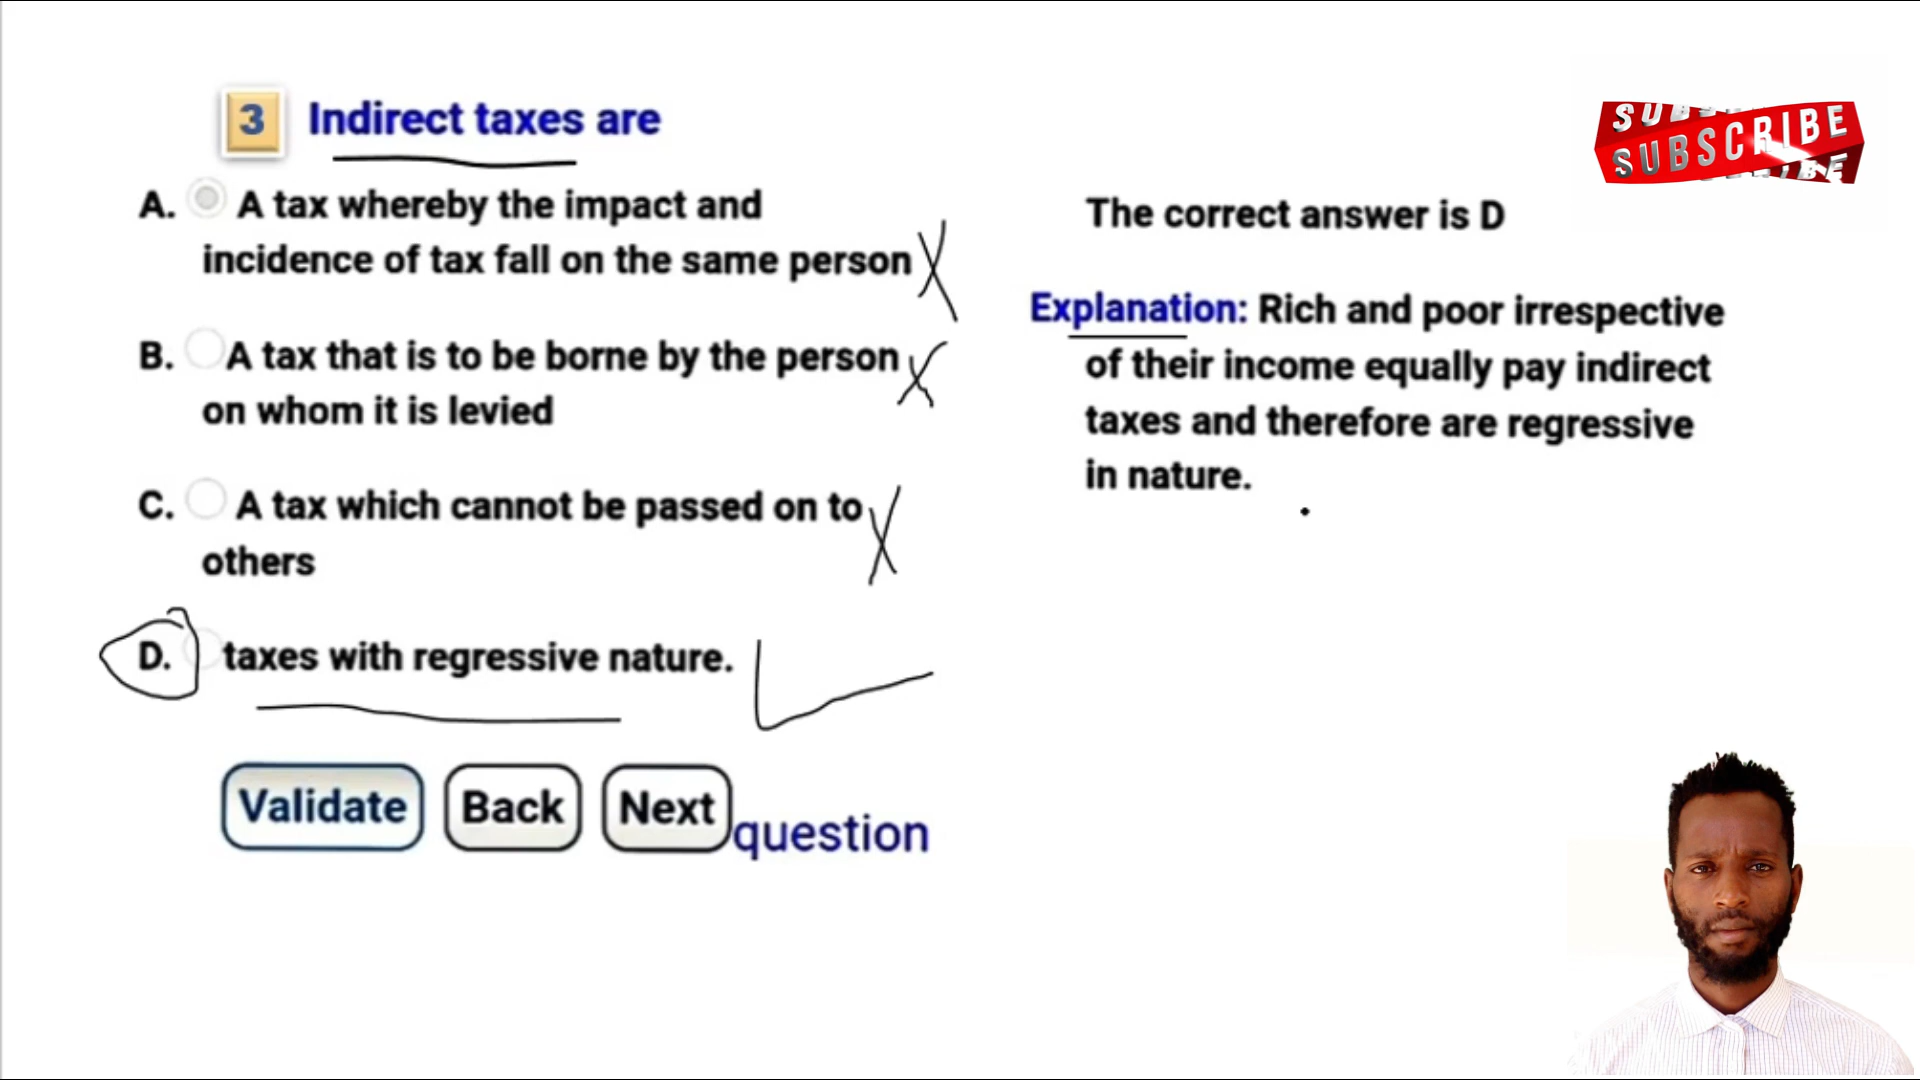 3 Indirect taxes are
A. A tax whereby the impact and
incidence of tax fall on the same person
B. A tax that is to be borne by the person
on whom it is levied
C. A tax which cannot be passed on to
others
D. taxes with regressive nature.
Validate Back Next question
SUBSCRIBE
The correct answer is D
Explanation: Rich and poor irrespective
of their income equally pay indirect
taxes and therefore are regressive
in nature.